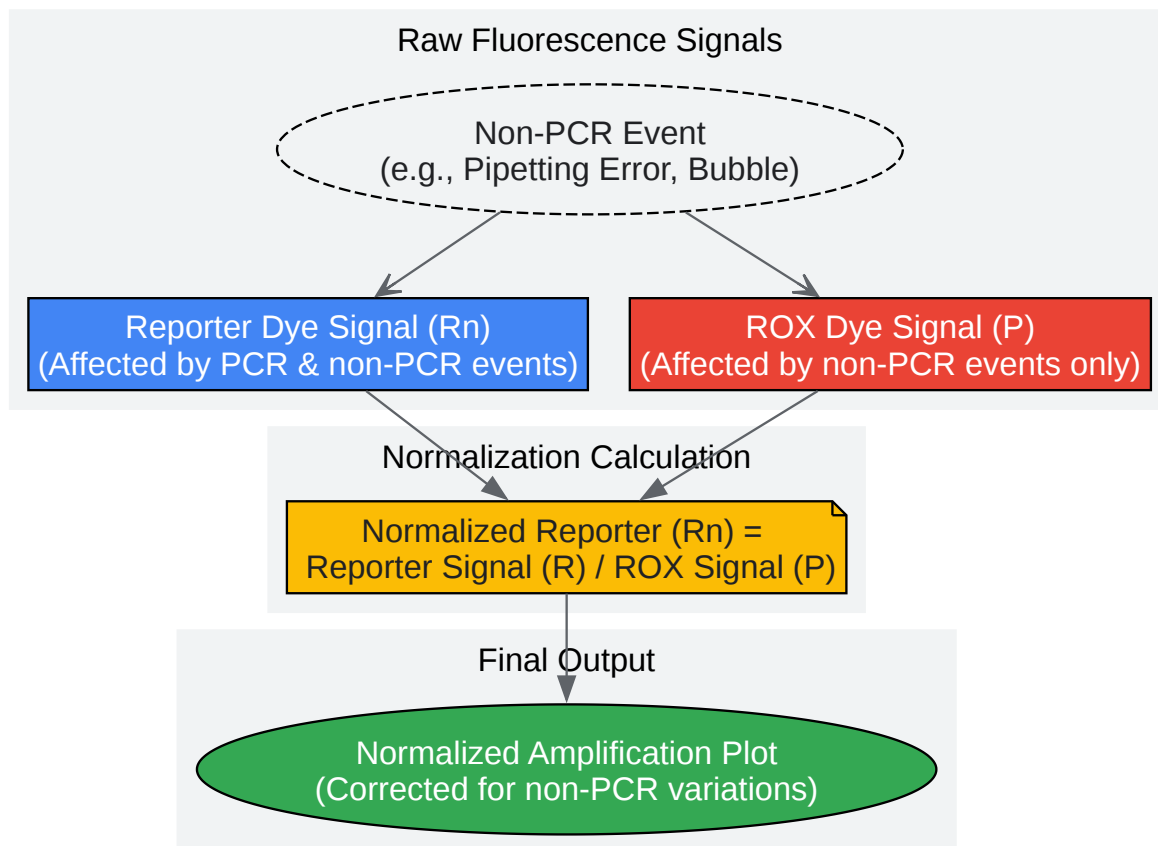 Raw Fluorescence Signals
Non-PCR Event
(e.g., Pipetting Error, Bubble)
Reporter Dye Signal (Rn)
(Affected by PCR & non-PCR events)
ROX Dye Signal (P)
(Affected by non-PCR events only)
Normalization Calculation
Normalized Reporter (Rn) =
Reporter Signal (R) / ROX Signal (P)
Final Output
Normalized Amplification Plot
(Corrected for non-PCR variations)